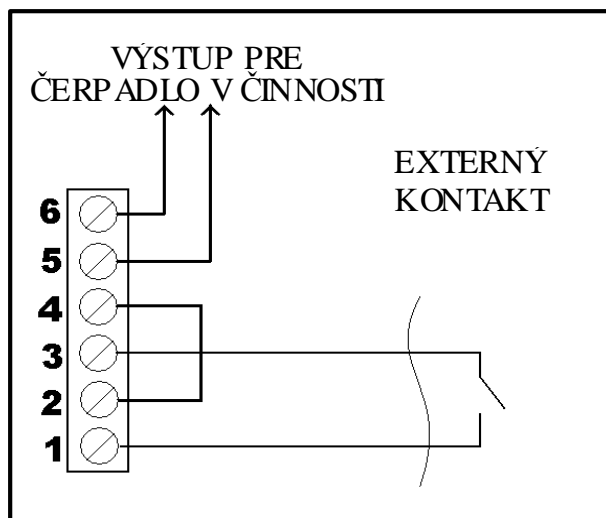 VÝSTUP PRE
ČERPADLO V ČINNOSTI
EXTERNÝ
KONTAKT
6
5
4
3
2
1